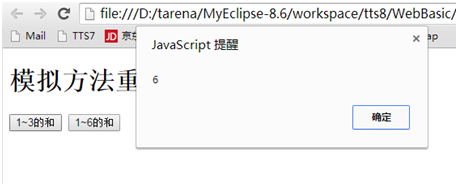 file:///D:/tarena/MyEclipse-8.6/workspace/tts8/WebBasic/
Mail TTS7 JD 京东 ap
JavaScript 提醒
6
确定
模拟方法重
1~3的和 1~6的和